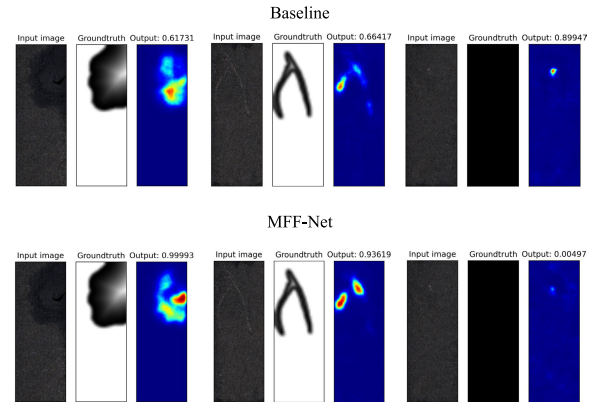 Baseline
Input image Groundtruth Output: 0.61731 Input image Groundtruth Output: 0.66417 Input image Groundtruth Output: 0.89947
MFF-Net
Input image Groundtruth Output: 0.99993 Input image Groundtruth Output: 0.93619 Input image Groundtruth Output: 0.00497